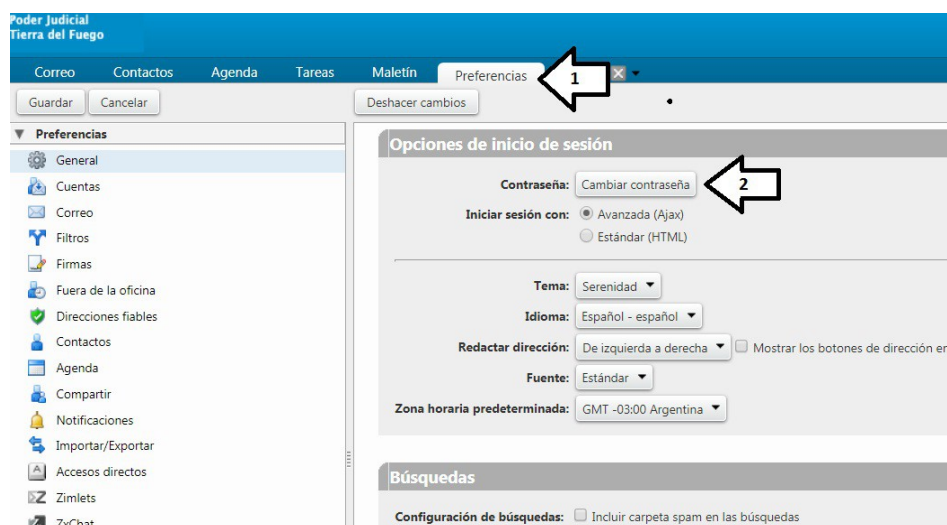 Poder Judicial
Tierra del Fuego
Correo Contactos Agenda Tareas Maletín Preferencias 1
Guardar Cancelar Deshacer cambios
Preferencias
General
Cuentas
Correo
Filtros
Firmas
Fuera de la oficina
Direcciones fiables
Contactos
Agenda
Compartir
Notificaciones
Importar/Exportar
Accesos directos
Zimlets
ZxChat
Opciones de inicio de sesión
Contraseña: Cambiar contraseña 2
Iniciar sesión con: Avanzada (Ajax)
Estándar (HTML)
Tema: Serenidad
Idioma: Español - español
Redactar dirección: De izquierda a derecha Mostrar los botones de dirección en
Fuente: Estándar
Zona horaria predeterminada: GMT -03:00 Argentina
Búsquedas
Configuración de búsquedas: Incluir carpeta spam en las búsquedas